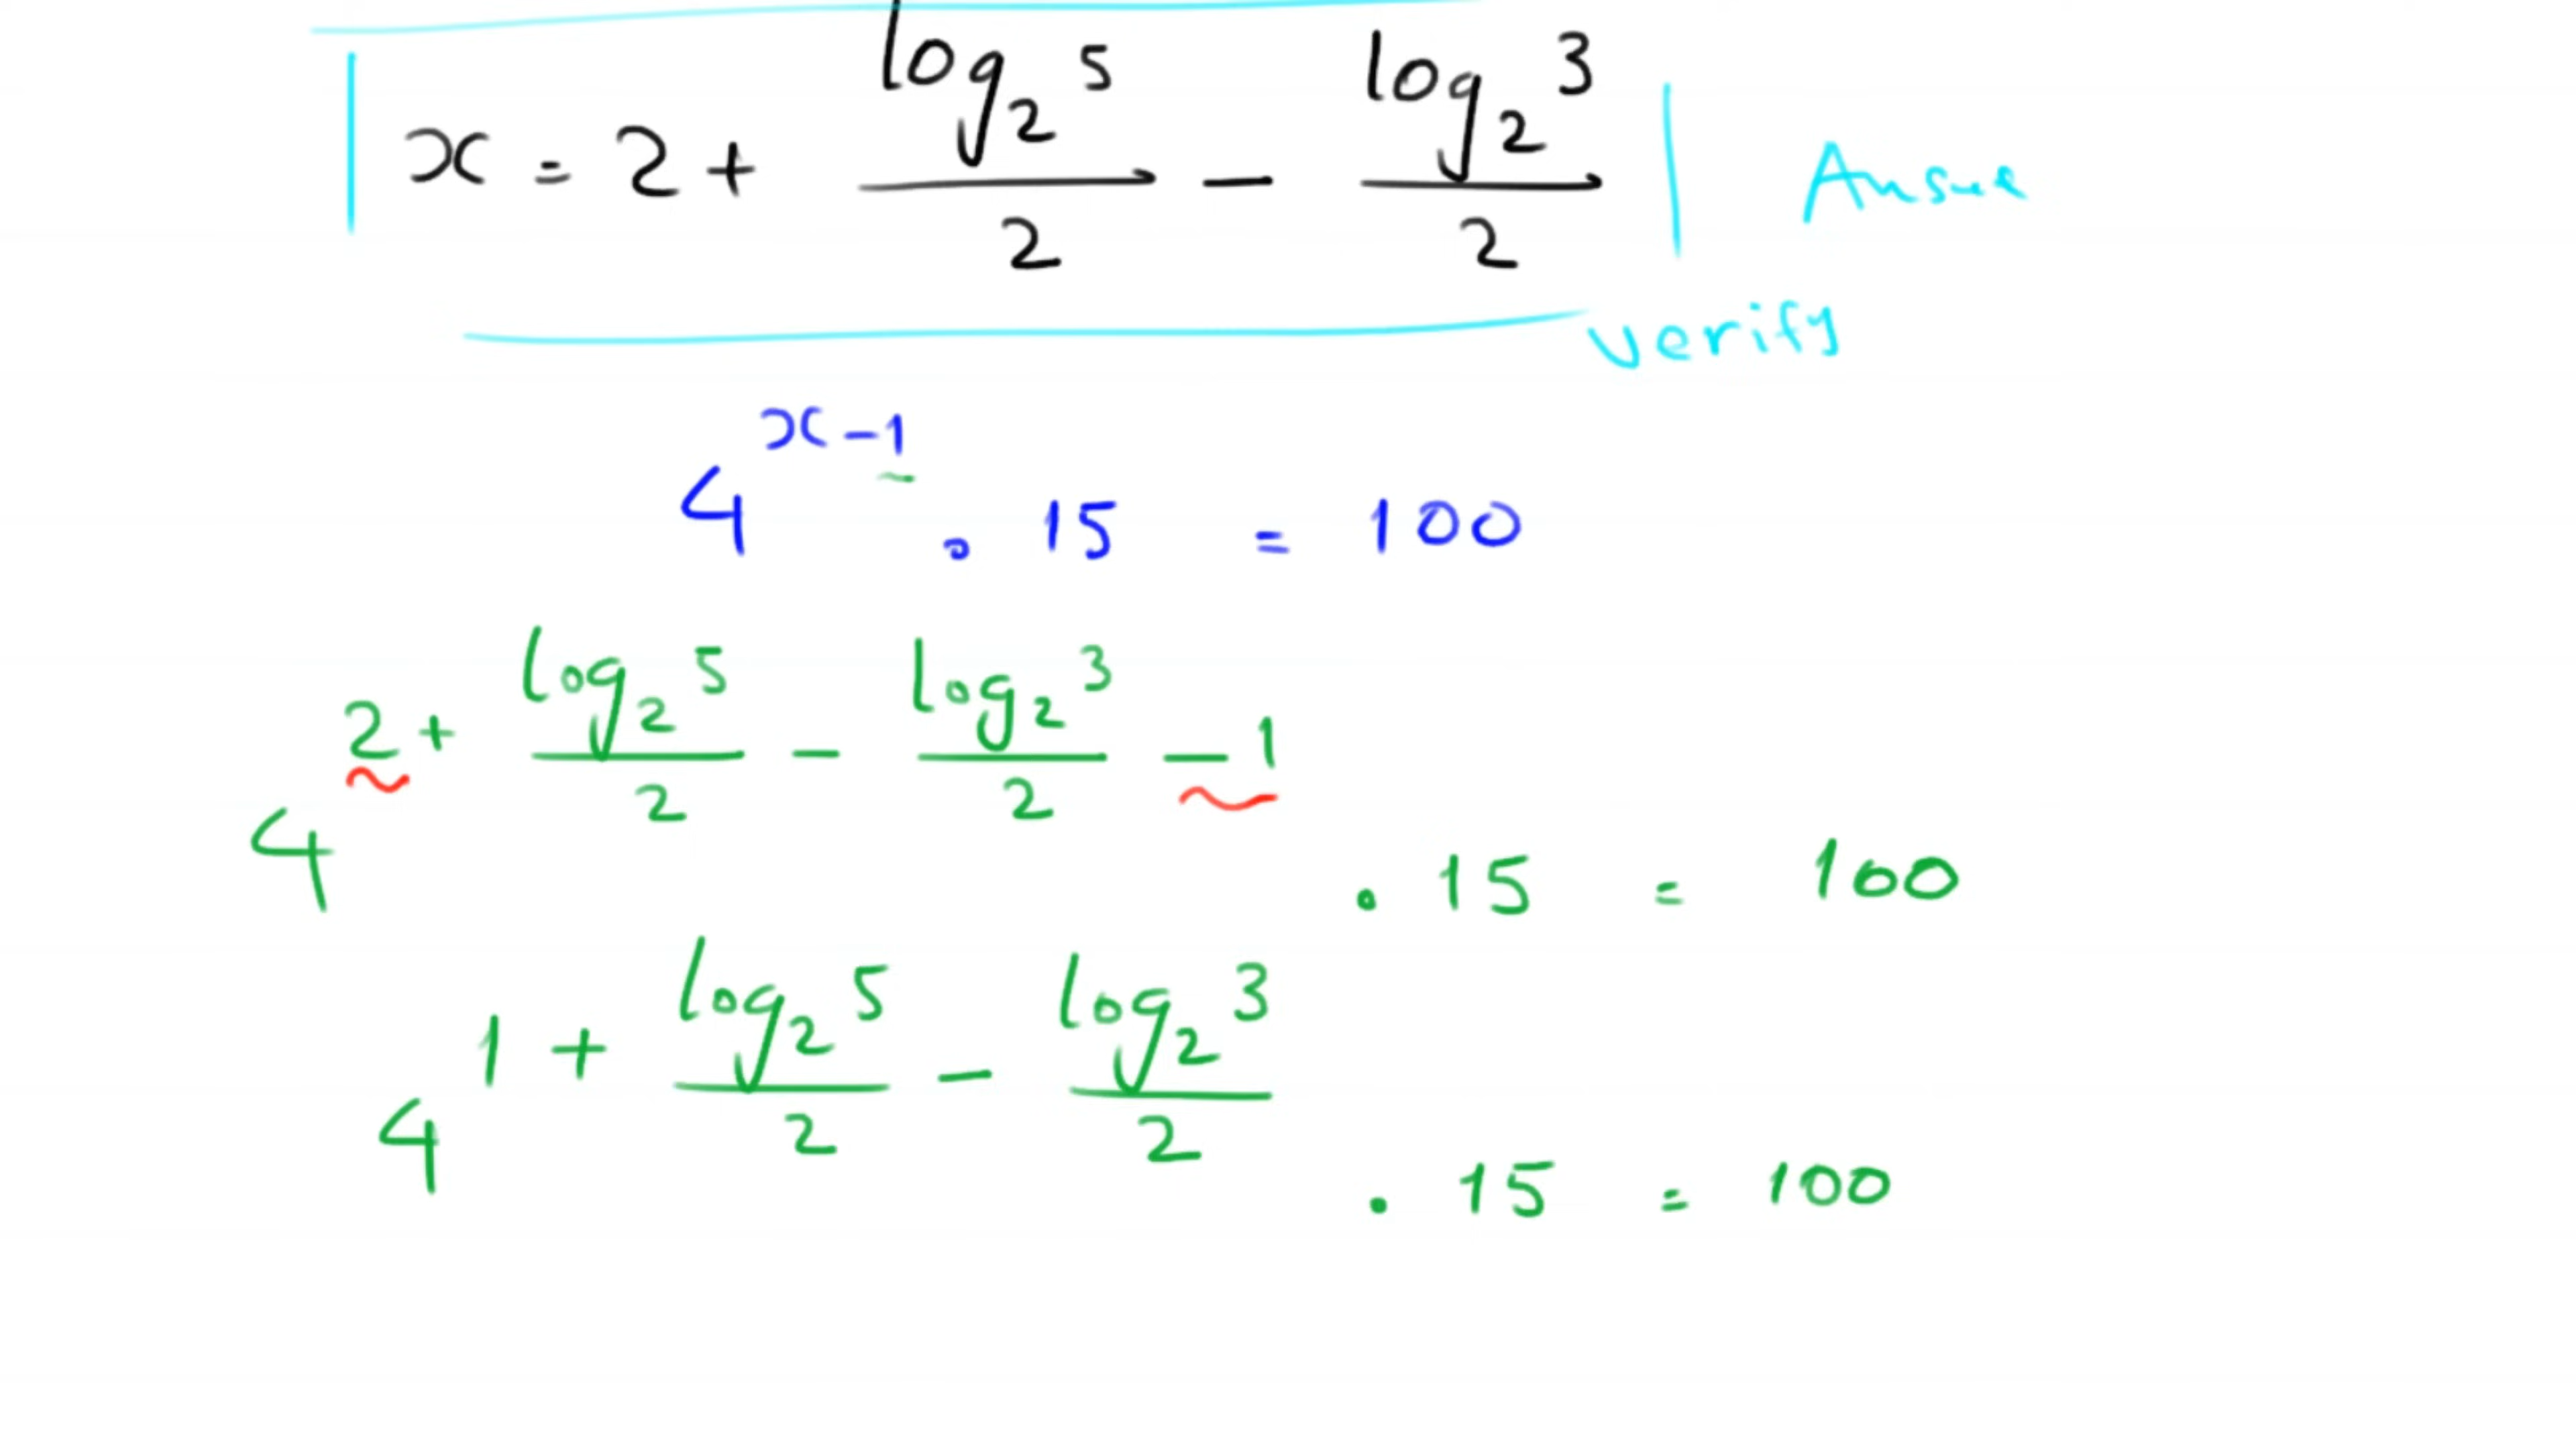 x = 2 + log₂5/2 - log₂3/2
verify
4^(x-1) . 15 = 100
4^(2 + log₂5/2 - log₂3/2 - 1) . 15 = 100
4^(1 + log₂5/2 - log₂3/2) . 15 = 100